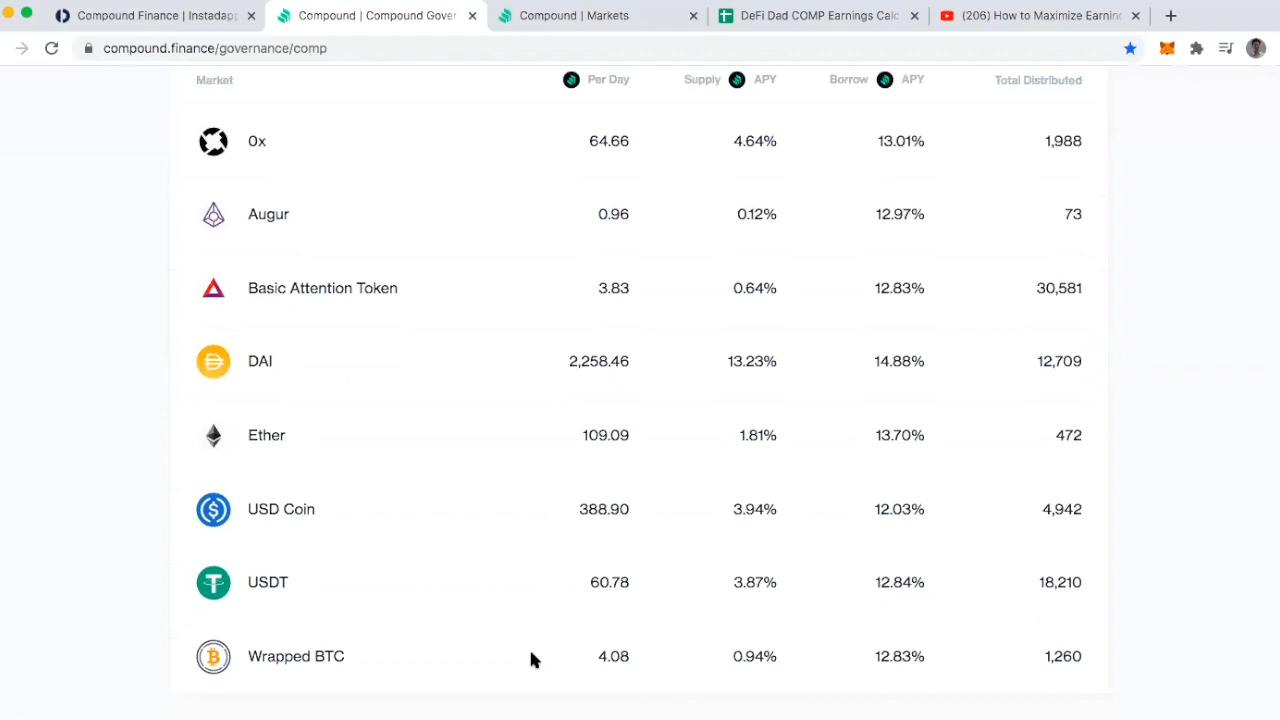 Compound Finance | Instadapp
Compound | Compound Gover
Compound | Markets
DeFi Dad COMP Earnings Calc
(206) How to Maximize Earning
compound.finance/governance/comp
Market Per Day Supply APY Borrow APY Total Distributed
0x 64.66 4.64% 13.01% 1,988
Augur 0.96 0.12% 12.97% 73
Basic Attention Token 3.83 0.64% 12.83% 30,581
DAI 2,258.46 13.23% 14.88% 12,709
Ether 109.09 1.81% 13.70% 472
USD Coin 388.90 3.94% 12.03% 4,942
USDT 60.78 3.87% 12.84% 18,210
Wrapped BTC 4.08 0.94% 12.83% 1,260